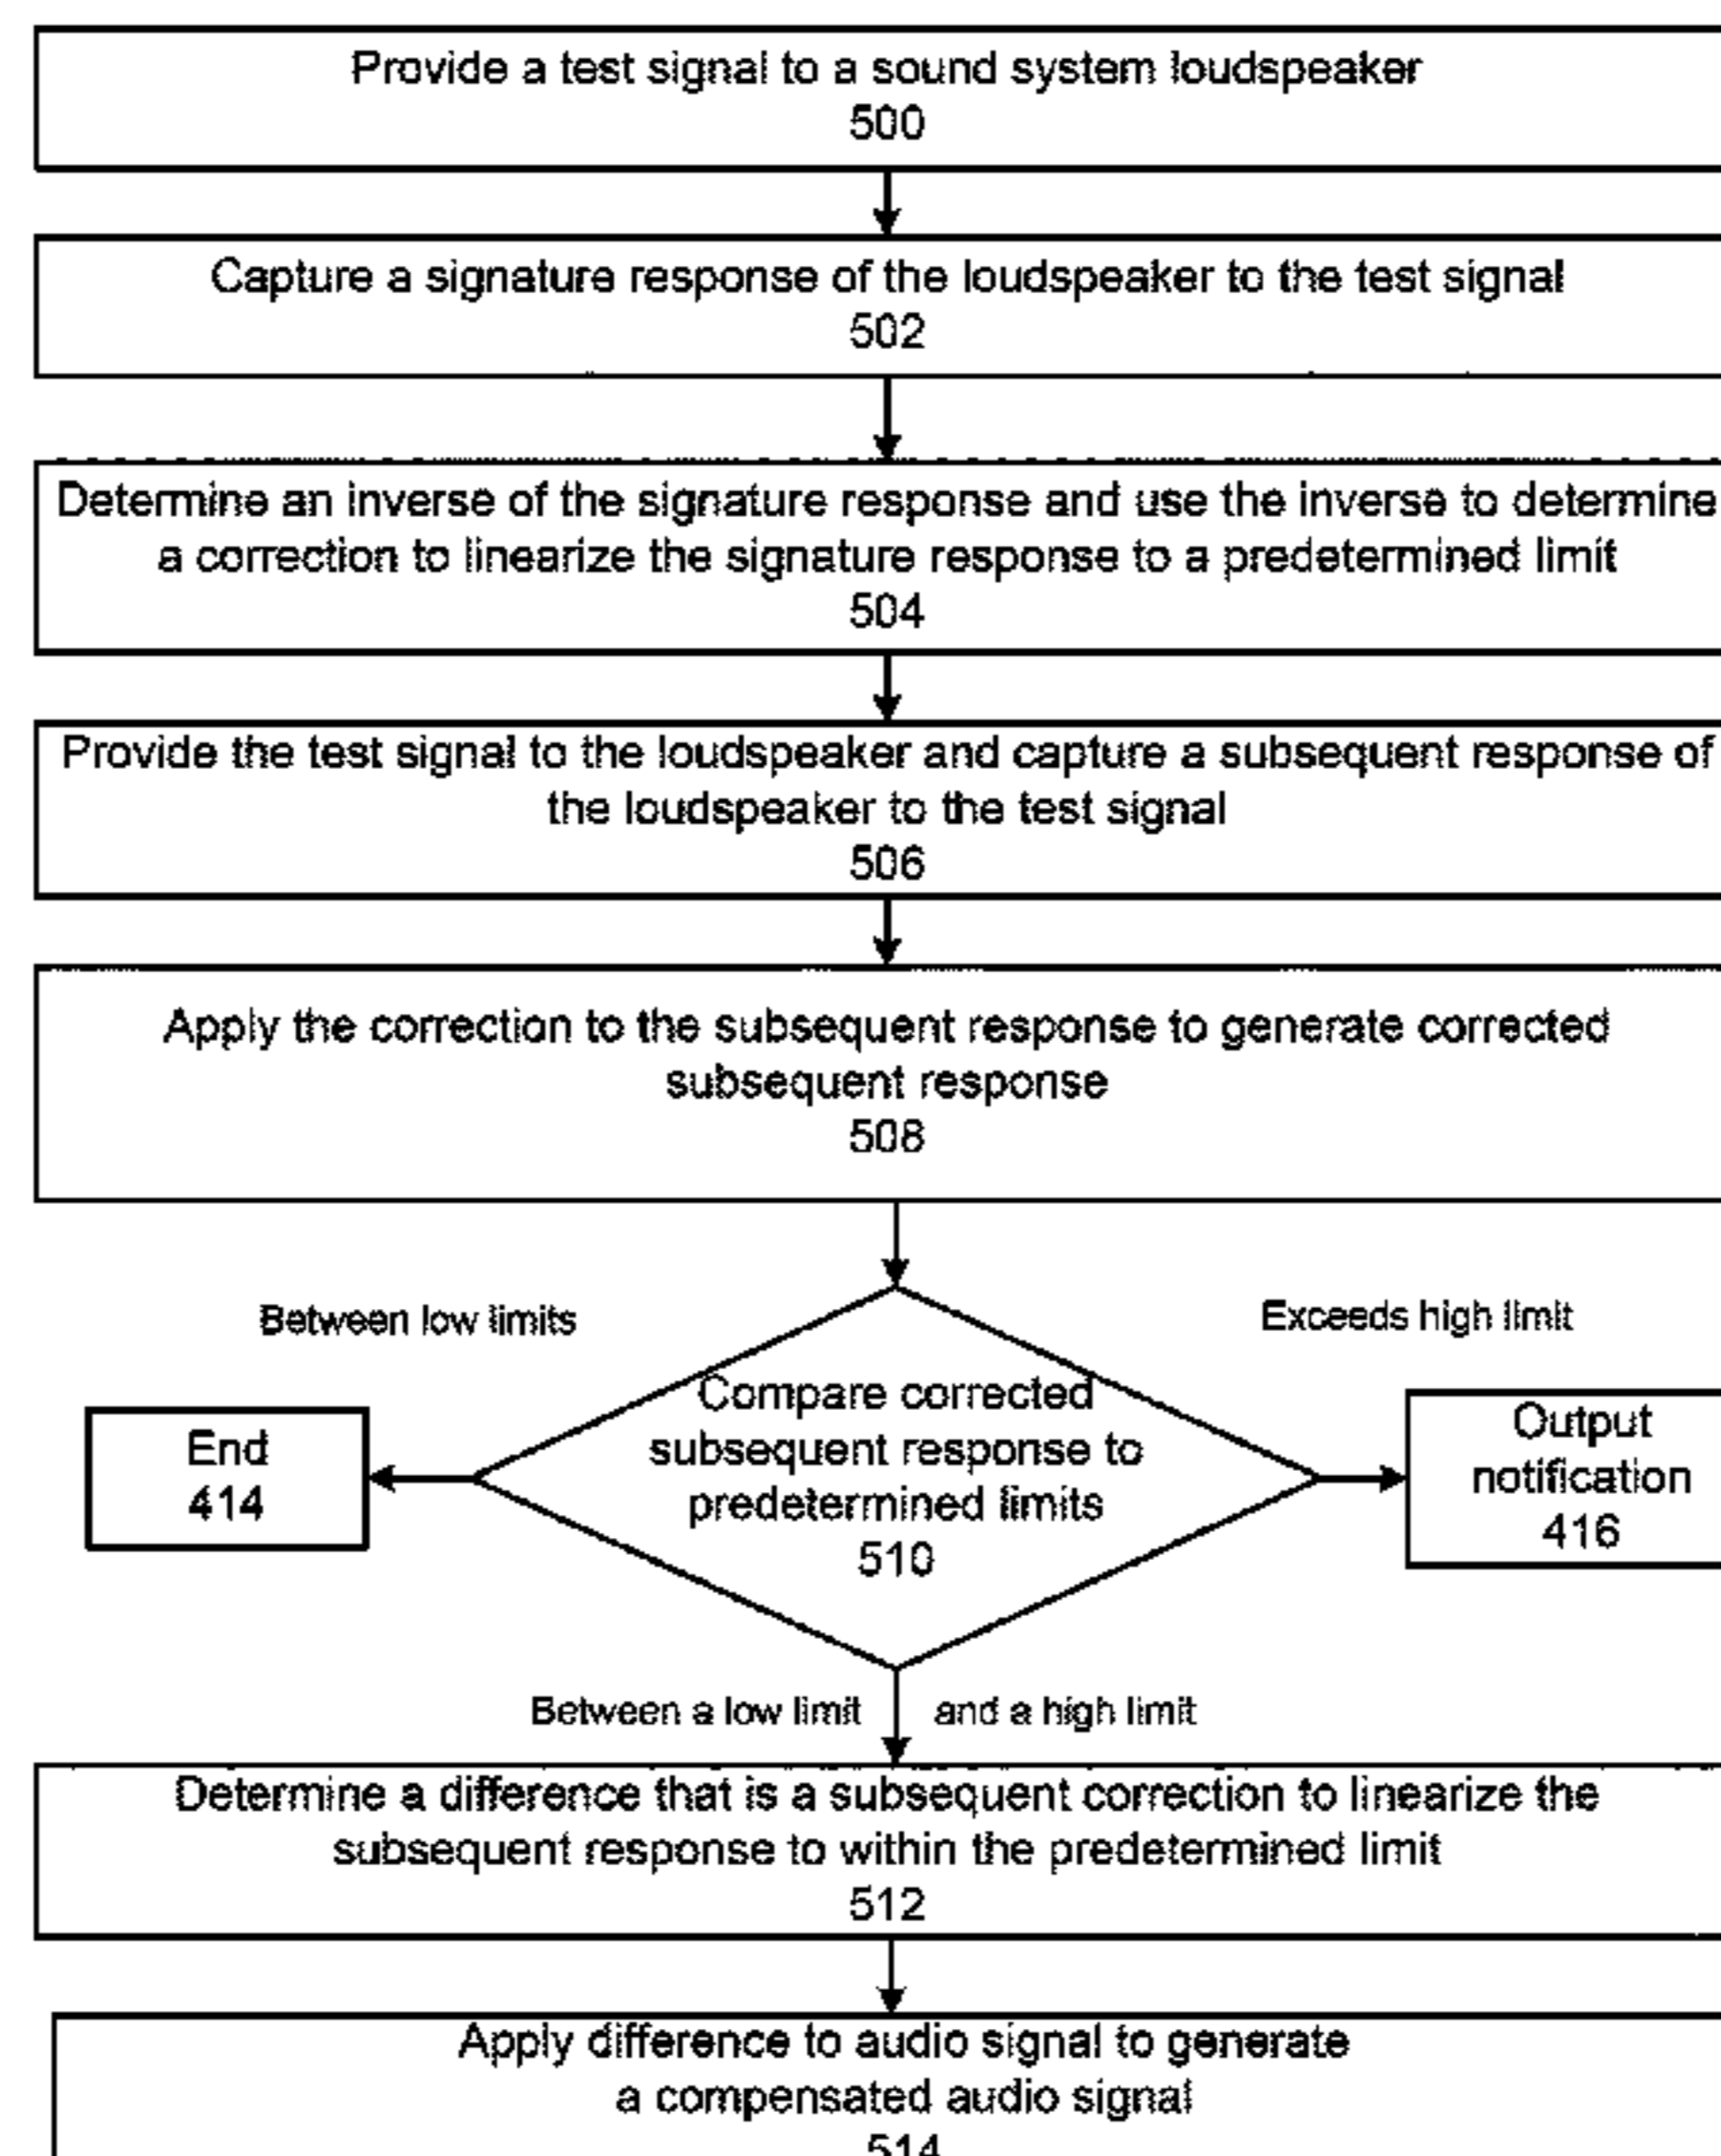 Provide a test signal to a sound system loudspeaker
500
Capture a signature response of the loudspeaker to the test signal
502
Determine an inverse of the signature response and use the inverse to determine
a correction to linearize the signature response to a predetermined limit
504
Provide the test signal to the loudspeaker and capture a subsequent response of
the loudspeaker to the test signal
506
Apply the correction to the subsequent response to generate corrected
subsequent response
508
Between low limits
Exceeds high limit
Compare corrected
subsequent response to
predetermined limits
510
End
414
Output
notification
416
Between a low limit and a high limit
Determine a difference that is a subsequent correction to linearize the
subsequent response to within the predetermined limit
512
Apply difference to audio signal to generate
a compensated audio signal
514